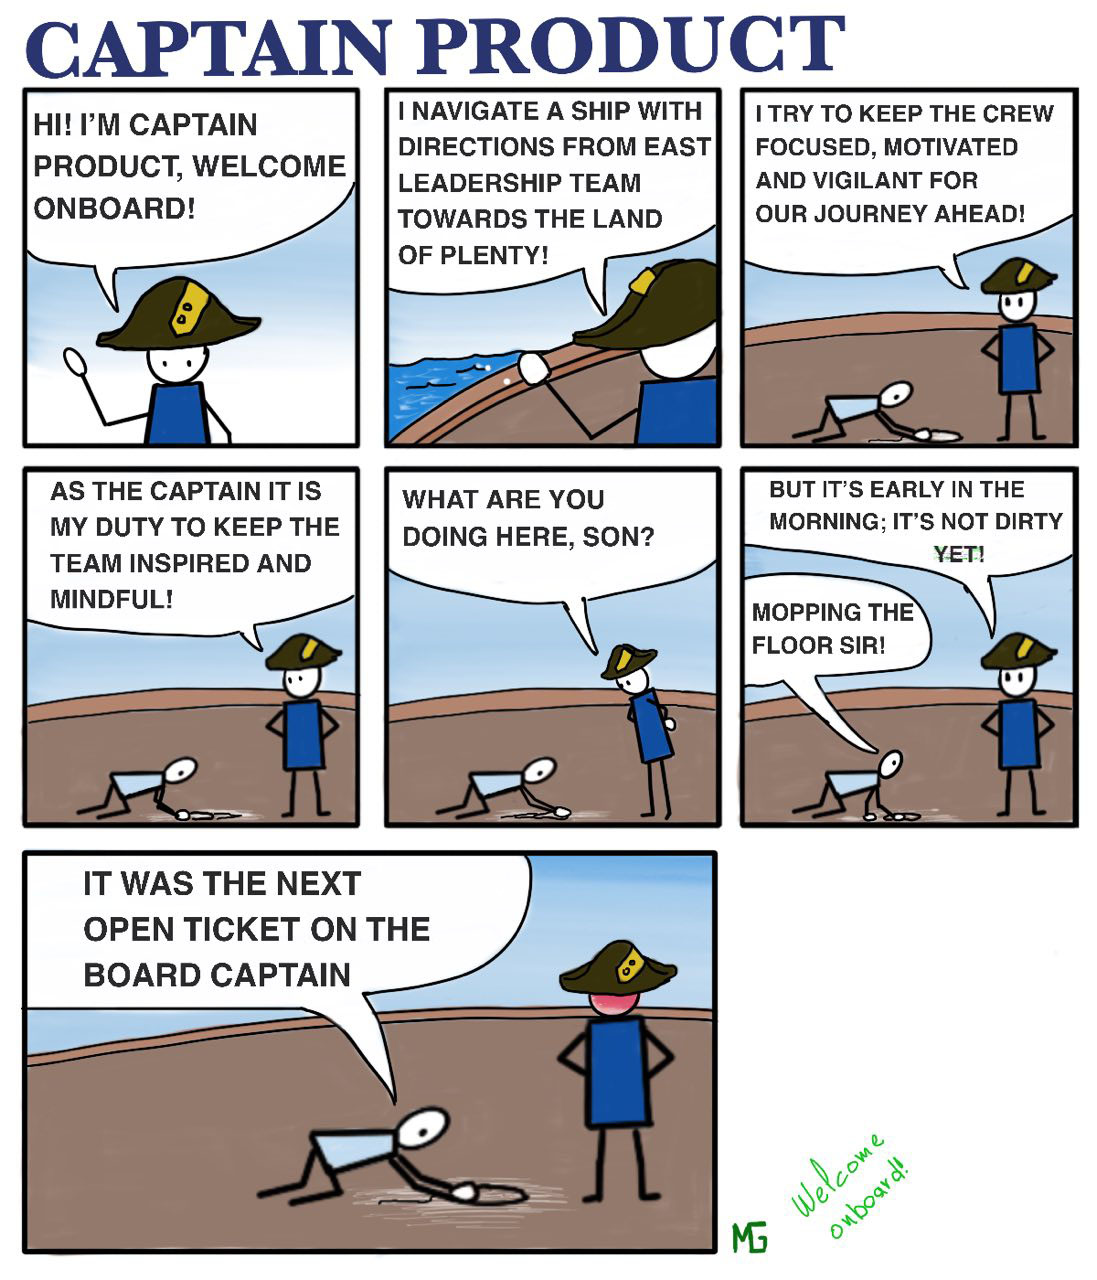 CAPTAIN PRODUCT
HI! I'M CAPTAIN
PRODUCT, WELCOME
ONBOARD!
I NAVIGATE A SHIP WITH
DIRECTIONS FROM EAST
LEADERSHIP TEAM
TOWARDS THE LAND
OF PLENTY!
I TRY TO KEEP THE CREW
FOCUSED, MOTIVATED
AND VIGILANT FOR
OUR JOURNEY AHEAD!
AS THE CAPTAIN IT IS
MY DUTY TO KEEP THE
TEAM INSPIRED AND
MINDFUL!
WHAT ARE YOU
DOING HERE, SON?
MOPPING THE
FLOOR SIR!
BUT IT'S EARLY IN THE
MORNING; IT'S NOT DIRTY
YET!
IT WAS THE NEXT
OPEN TICKET ON THE
BOARD CAPTAIN
MG
Welcome
onboard!